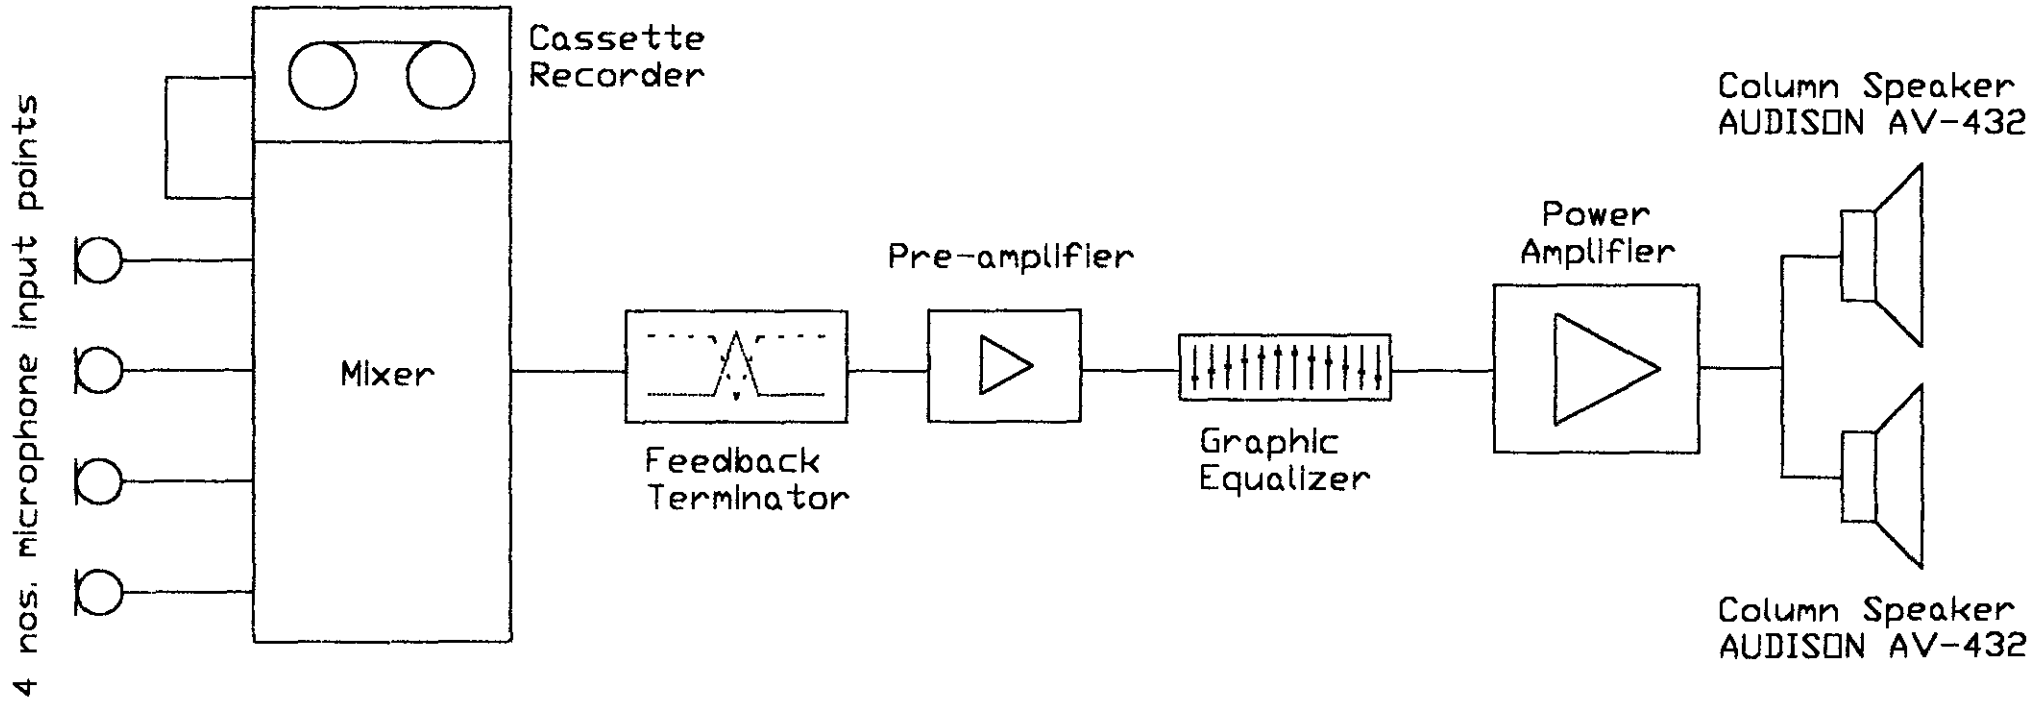 4 nos. microphone input points
Cassette
Recorder
Mixer
Feedback
Terminator
Pre-amplifier
Graphic
Equalizer
Power
Amplifier
Column Speaker
AUDISON AV-432
Column Speaker
AUDISON AV-432